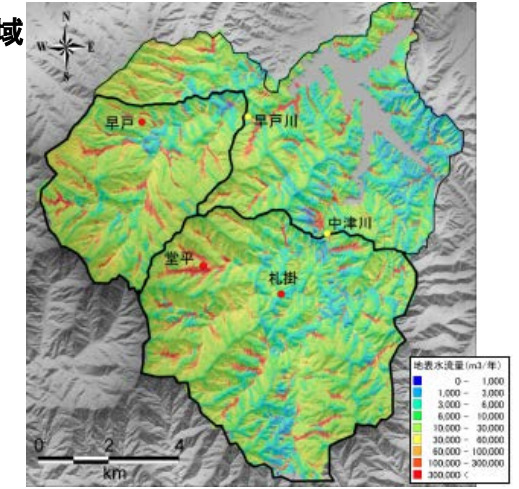 域
N
W E
S
早戸
早戸川
中津川
堂平
札掛
地表水流量(m3/年)
0 - 1,000
1,000 - 3,000
3,000 - 6,000
6,000 - 10,000
10,000 - 30,000
30,000 - 60,000
60,000 - 100,000
100,000 - 300,000
300,000 <
0 2 4
km